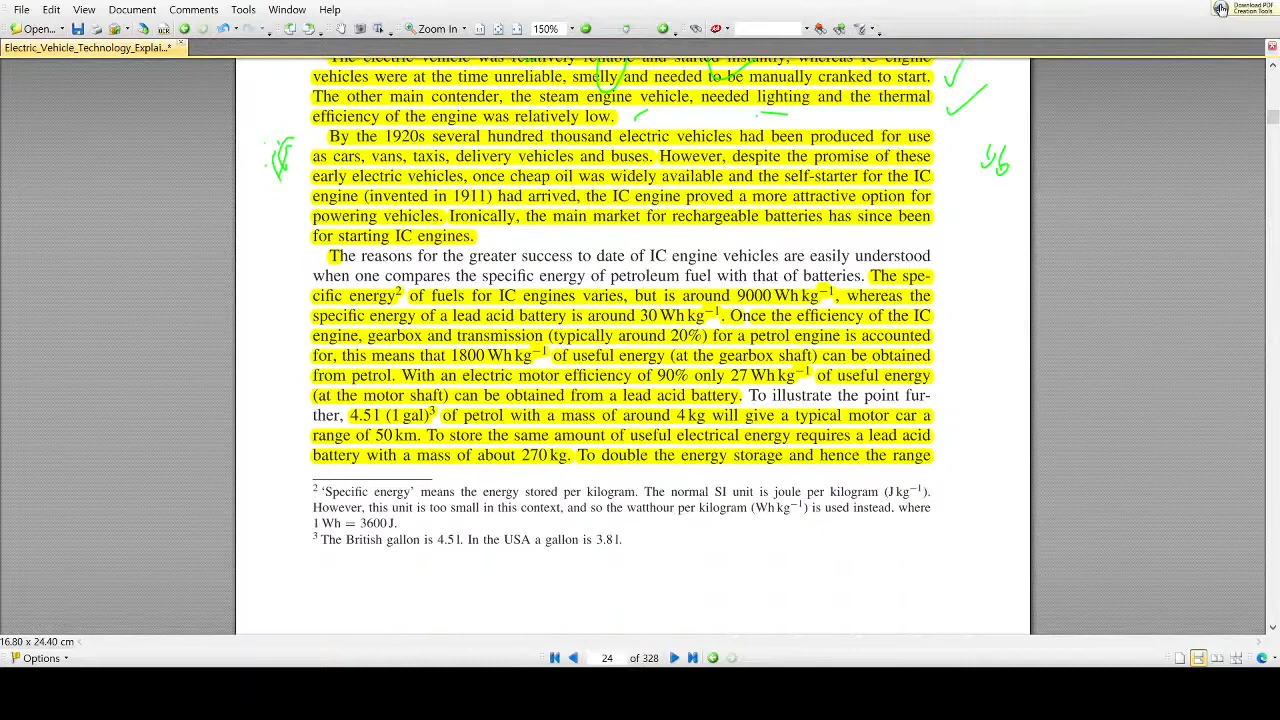 File Edit View Document Comments Tools Window Help
Download PDF
Creation Tools
Open... OCR Zoom In 150%
Electric_Vehicle_Technology_Explai...*
The electric vehicle was relatively reliable and started instantly, whereas IC engine
vehicles were at the time unreliable, smelly and needed to be manually cranked to start.
The other main contender, the steam engine vehicle, needed lighting and the thermal
efficiency of the engine was relatively low.
By the 1920s several hundred thousand electric vehicles had been produced for use
as cars, vans, taxis, delivery vehicles and buses. However, despite the promise of these
early electric vehicles, once cheap oil was widely available and the self-starter for the IC
engine (invented in 1911) had arrived, the IC engine proved a more attractive option for
powering vehicles. Ironically, the main market for rechargeable batteries has since been
for starting IC engines.
The reasons for the greater success to date of IC engine vehicles are easily understood
when one compares the specific energy of petroleum fuel with that of batteries. The spe-
cific energy² of fuels for IC engines varies, but is around 9000 Wh kg⁻¹, whereas the
specific energy of a lead acid battery is around 30 Wh kg⁻¹. Once the efficiency of the IC
engine, gearbox and transmission (typically around 20%) for a petrol engine is accounted
for, this means that 1800 Wh kg⁻¹ of useful energy (at the gearbox shaft) can be obtained
from petrol. With an electric motor efficiency of 90% only 27 Wh kg⁻¹ of useful energy
(at the motor shaft) can be obtained from a lead acid battery. To illustrate the point fur-
ther, 4.5 l (1 gal)³ of petrol with a mass of around 4 kg will give a typical motor car a
range of 50 km. To store the same amount of useful electrical energy requires a lead acid
battery with a mass of about 270 kg. To double the energy storage and hence the range
² ‘Specific energy’ means the energy stored per kilogram. The normal SI unit is joule per kilogram (J kg⁻¹).
However, this unit is too small in this context, and so the watthour per kilogram (Wh kg⁻¹) is used instead, where
1 Wh = 3600 J.
³ The British gallon is 4.5 l. In the USA a gallon is 3.8 l.
16.80 x 24.40 cm
Options 24 of 328